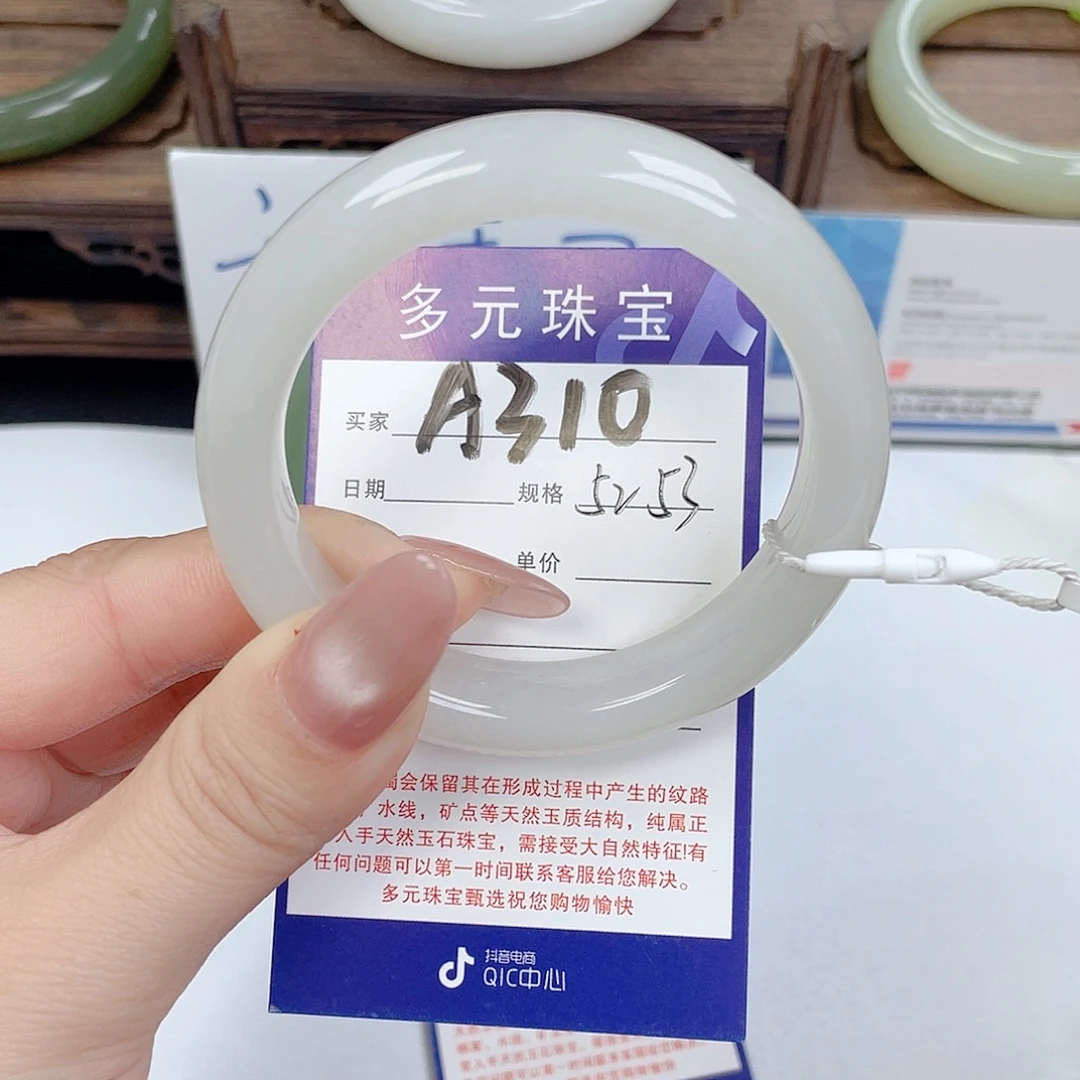 多元珠宝
买家 A310
日期 规格 52 53
单价
会保留其在形成过程中产生的纹路
水线，矿点等天然玉质结构，纯属正
入手天然玉石珠宝，需接受大自然特征!有
任何问题可以第一时间联系客服给您解决。
多元珠宝甄选祝您购物愉快
抖音电商
QIC中心